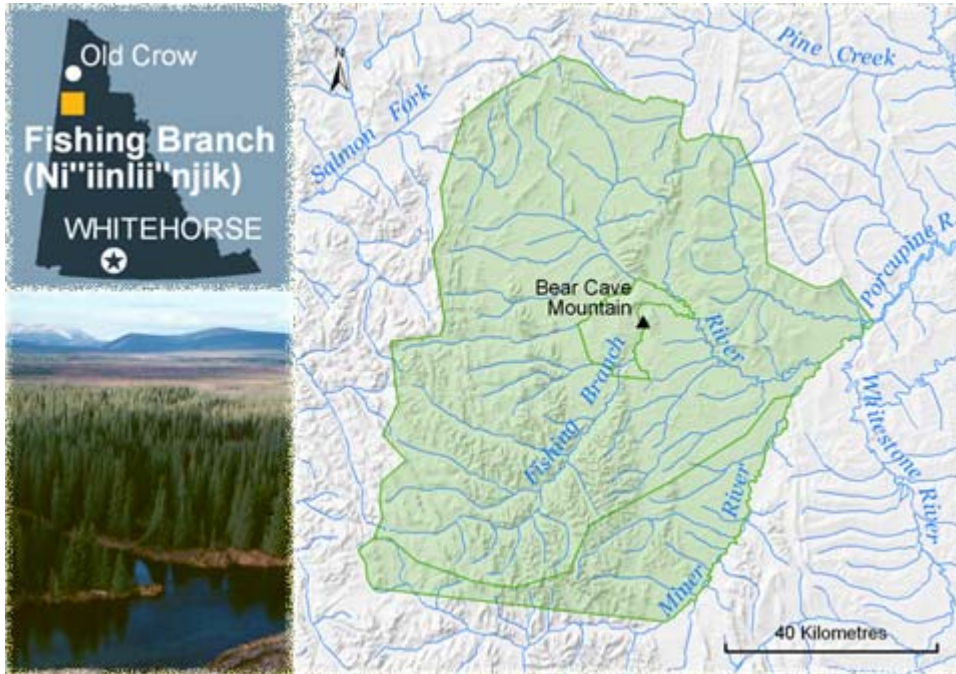 Old Crow
Fishing Branch
(Ni"iinlii"njik)
WHITEHORSE
N
Pine Creek
Salmon Fork
Porcupine R.
Bear Cave
Mountain
River
Fishing Branch
Whitestone River
Miner River
40 Kilometres